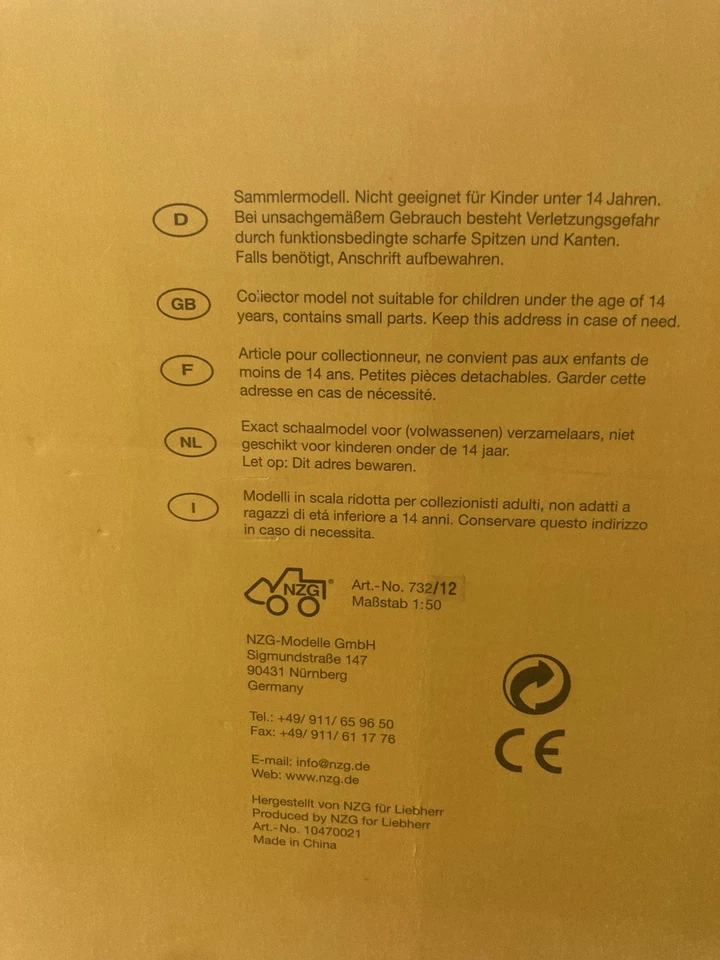 D
Sammlermodell. Nicht geeignet für Kinder unter 14 Jahren.
Bei unsachgemäßem Gebrauch besteht Verletzungsgefahr
durch funktionsbedingte scharfe Spitzen und Kanten.
Falls benötigt, Anschrift aufbewahren.
GB
Collector model not suitable for children under the age of 14
years, contains small parts. Keep this address in case of need.
F
Article pour collectionneur, ne convient pas aux enfants de
moins de 14 ans. Petites pièces detachables. Garder cette
adresse en cas de nécessité.
NL
Exact schaalmodel voor (volwassenen) verzamelaars, niet
geschikt voor kinderen onder de 14 jaar.
Let op: Dit adres bewaren.
I
Modelli in scala ridotta per collezionisti adulti, non adatti a
ragazzi di etá inferiore a 14 anni. Conservare questo indirizzo
in caso di necessita.
NZG®
Art.-No. 732/12
Maßstab 1:50
NZG-Modelle GmbH
Sigmundstraße 147
90431 Nürnberg
Germany
Tel.: +49/ 911/ 65 96 50
Fax: +49/ 911/ 61 17 76
E-mail: info@nzg.de
Web: www.nzg.de
CE
Hergestellt von NZG für Liebherr
Produced by NZG for Liebherr
Art.-No. 10470021
Made in China